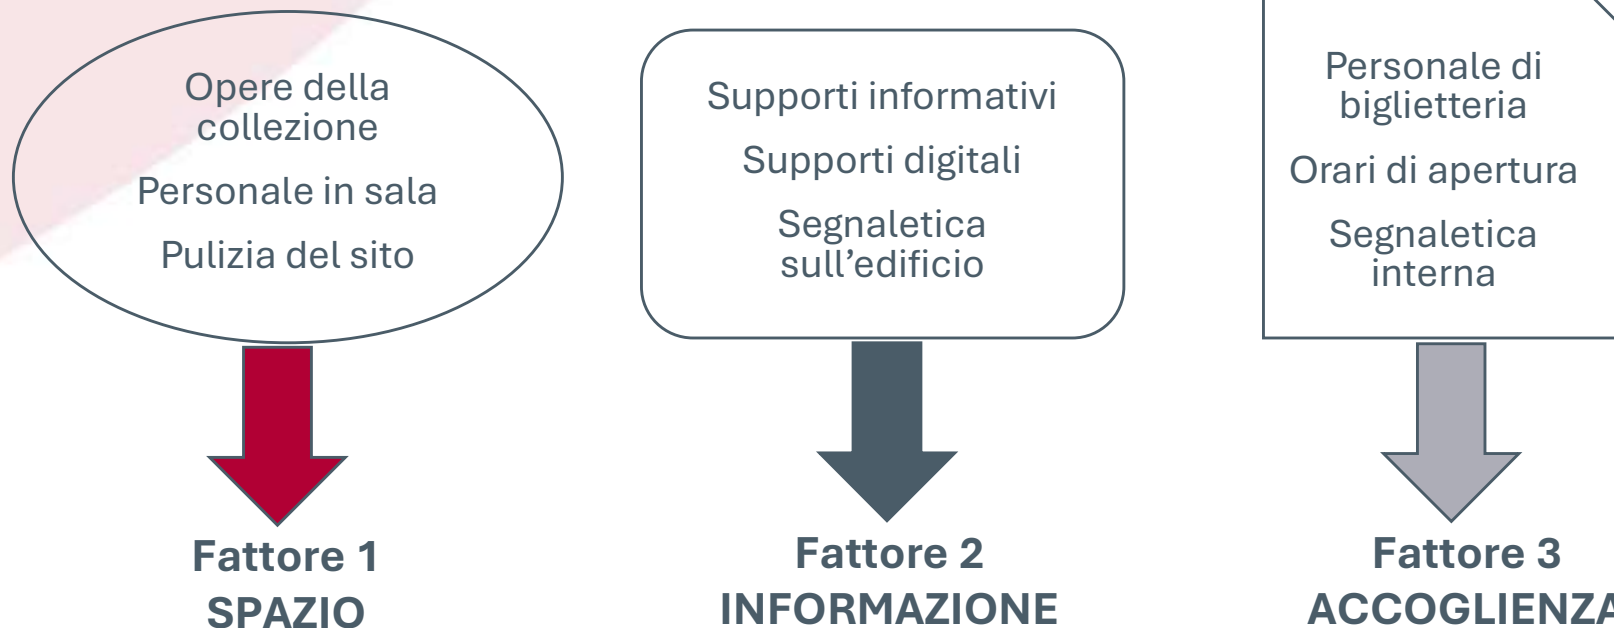 Opere della
collezione
Personale in sala
Pulizia del sito
Supporti informativi
Supporti digitali
Segnaletica
sull’edificio
Personale di
biglietteria
Orari di apertura
Segnaletica
interna
Fattore 1
SPAZIO
Fattore 2
INFORMAZIONE
Fattore 3
ACCOGLIENZA